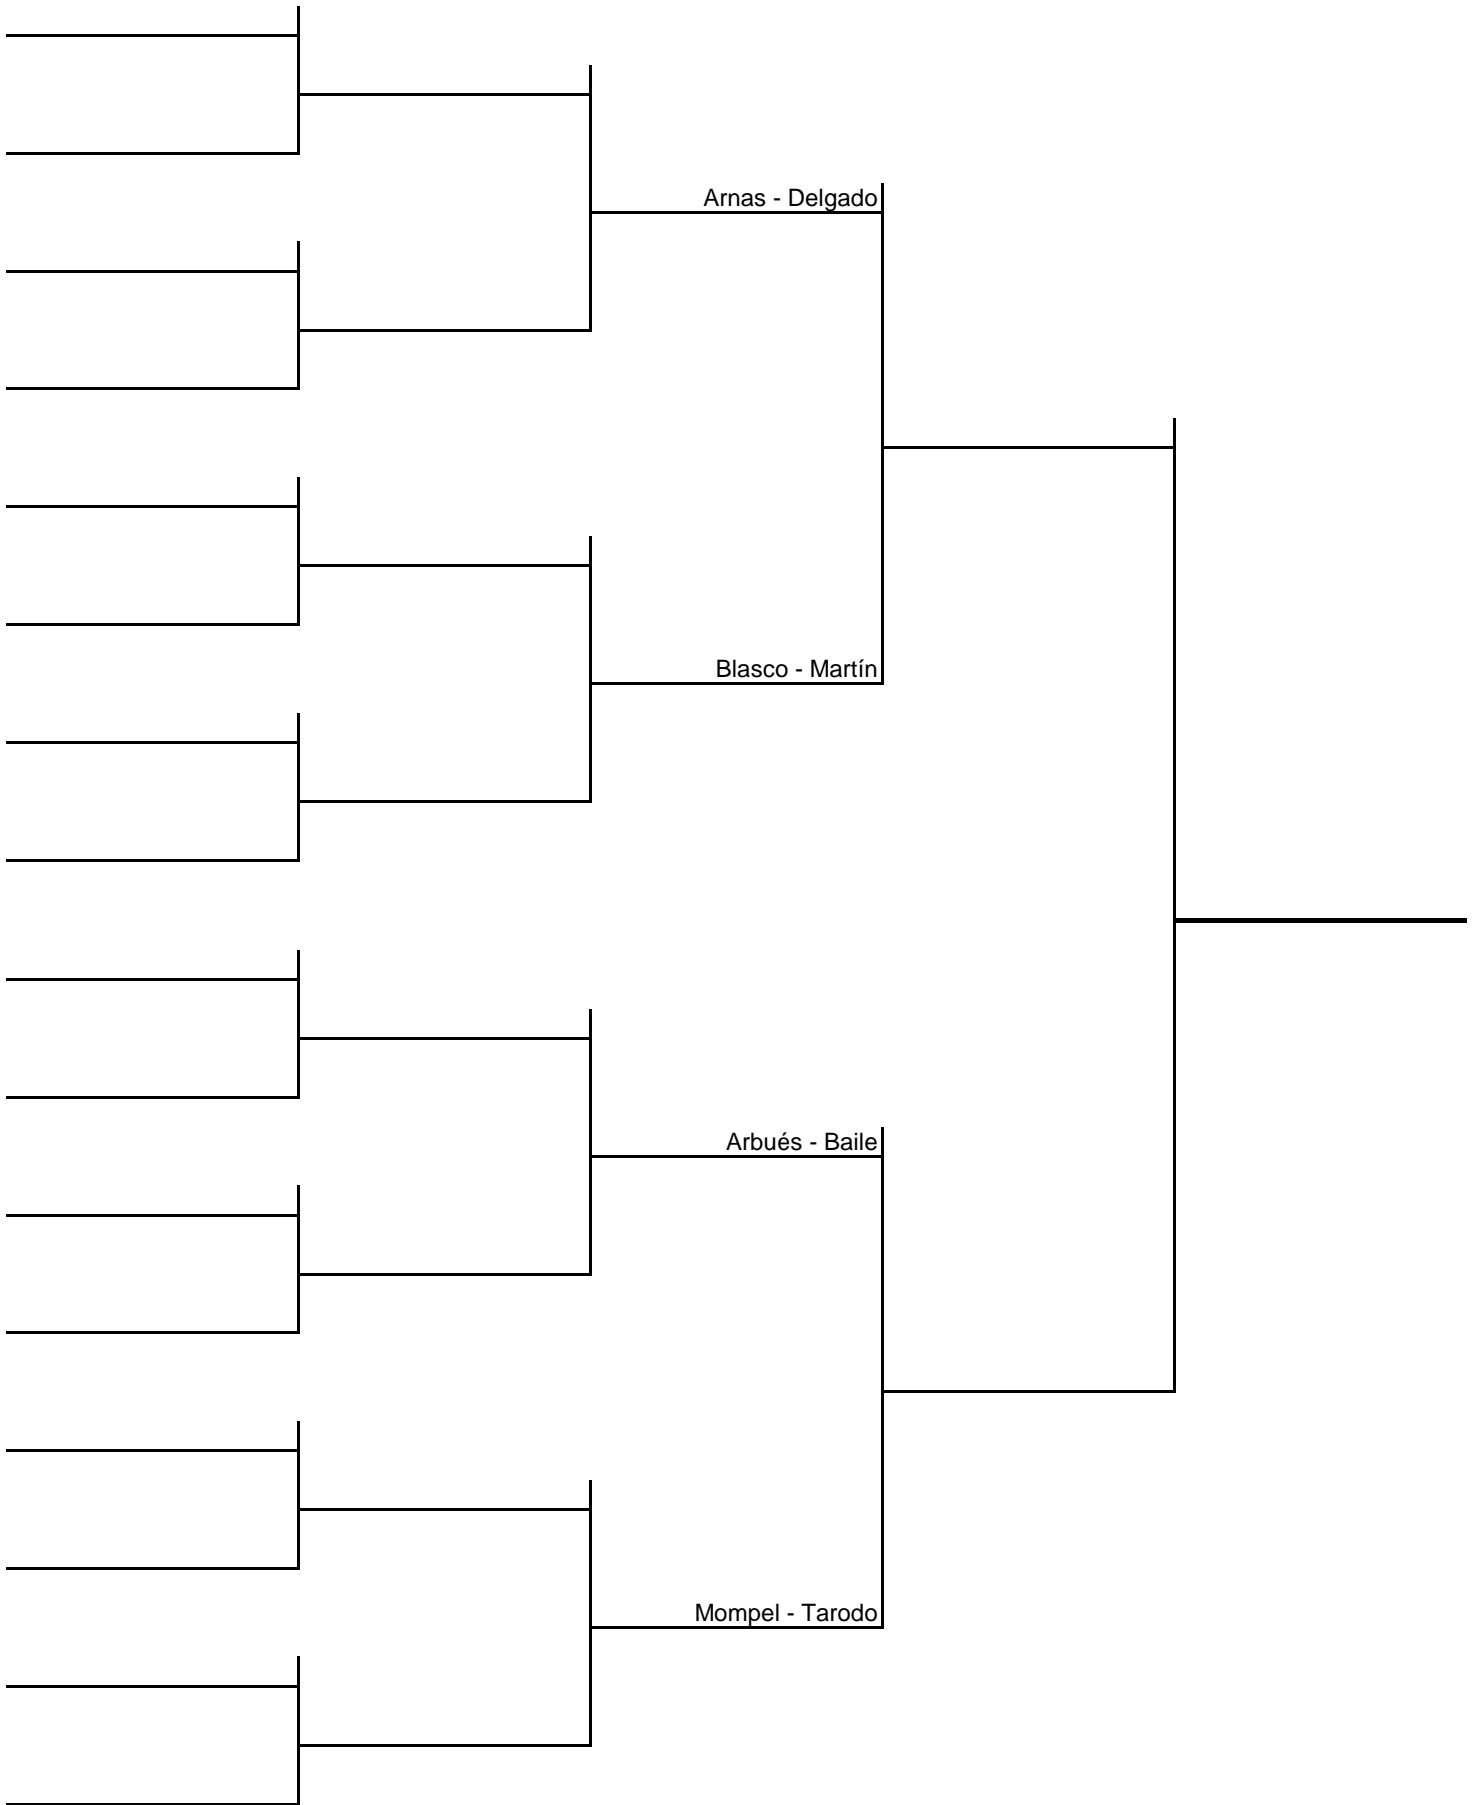 Arnas - Delgado
Blasco - Martín
Arbués - Baile
Mompel - Tarodo